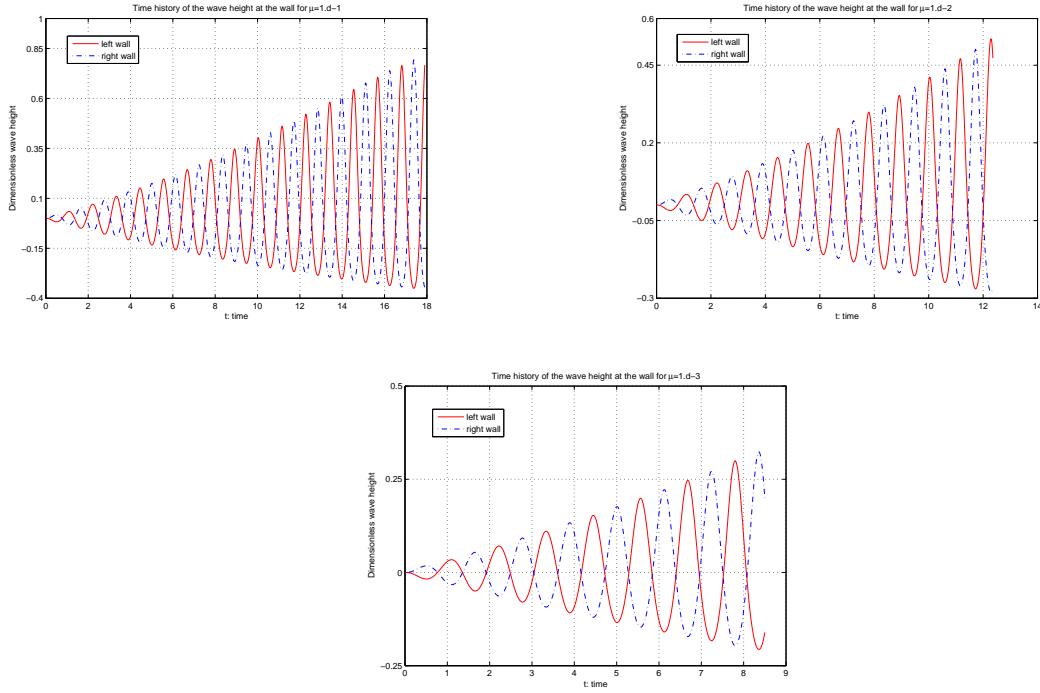 Time history of the wave height at the wall for μ=1.d−1
1
0.85
0.6
0.35
0.1
−0.15
−0.4
Dimensionless wave height
left wall
right wall
0 2 4 6 8 10 12 14 16 18
t: time
Time history of the wave height at the wall for μ=1.d−2
0.6
0.45
0.2
−0.05
−0.3
Dimensionless wave height
left wall
right wall
0 2 4 6 8 10 12 14
t: time
Time history of the wave height at the wall for μ=1.d−3
0.5
0.25
0
−0.25
Dimensionless wave height
left wall
right wall
0 1 2 3 4 5 6 7 8 9
t: time